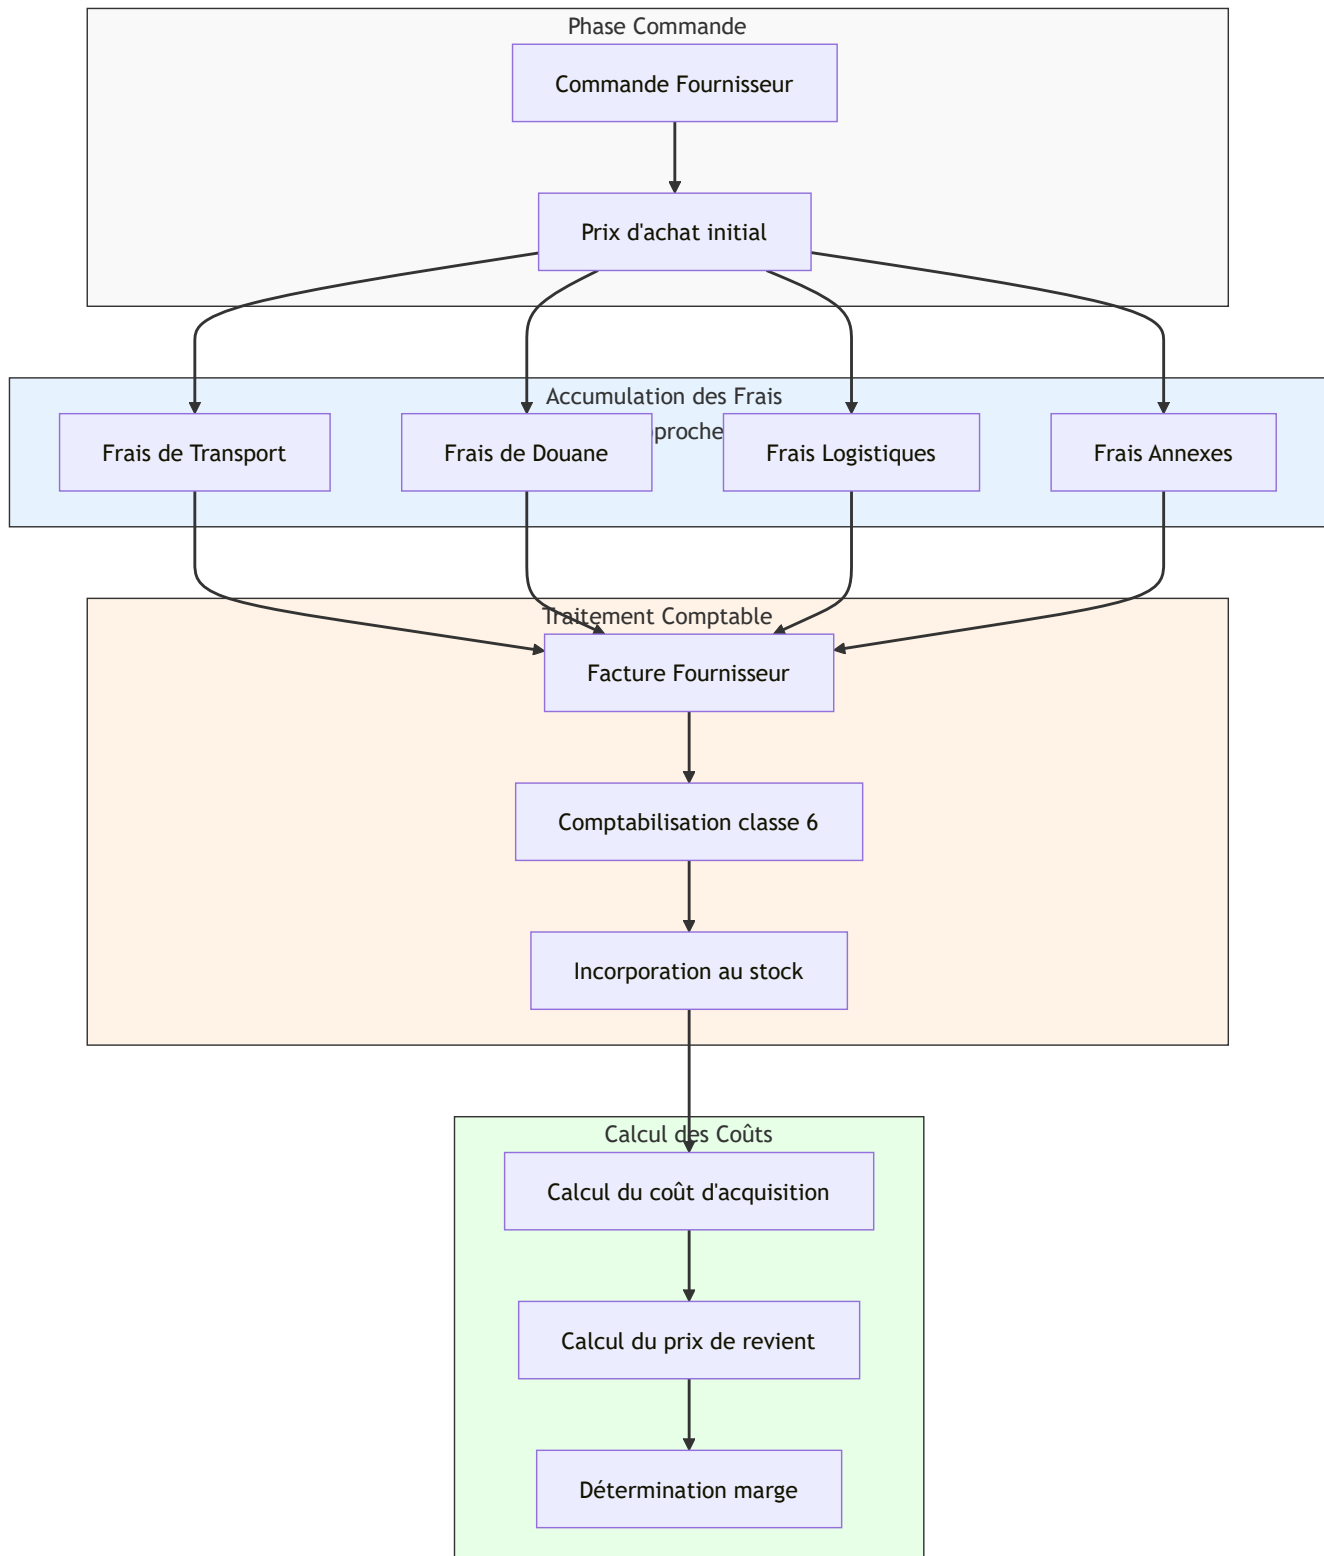 Phase Commande
Commande Fournisseur
Prix d'achat initial
Accumulation des Frais
Frais de Transport
Frais de Douane
Frais Logistiques
Frais Annexes
Traitement Comptable
Facture Fournisseur
Comptabilisation classe 6
Incorporation au stock
Calcul des Coûts
Calcul du coût d'acquisition
Calcul du prix de revient
Détermination marge